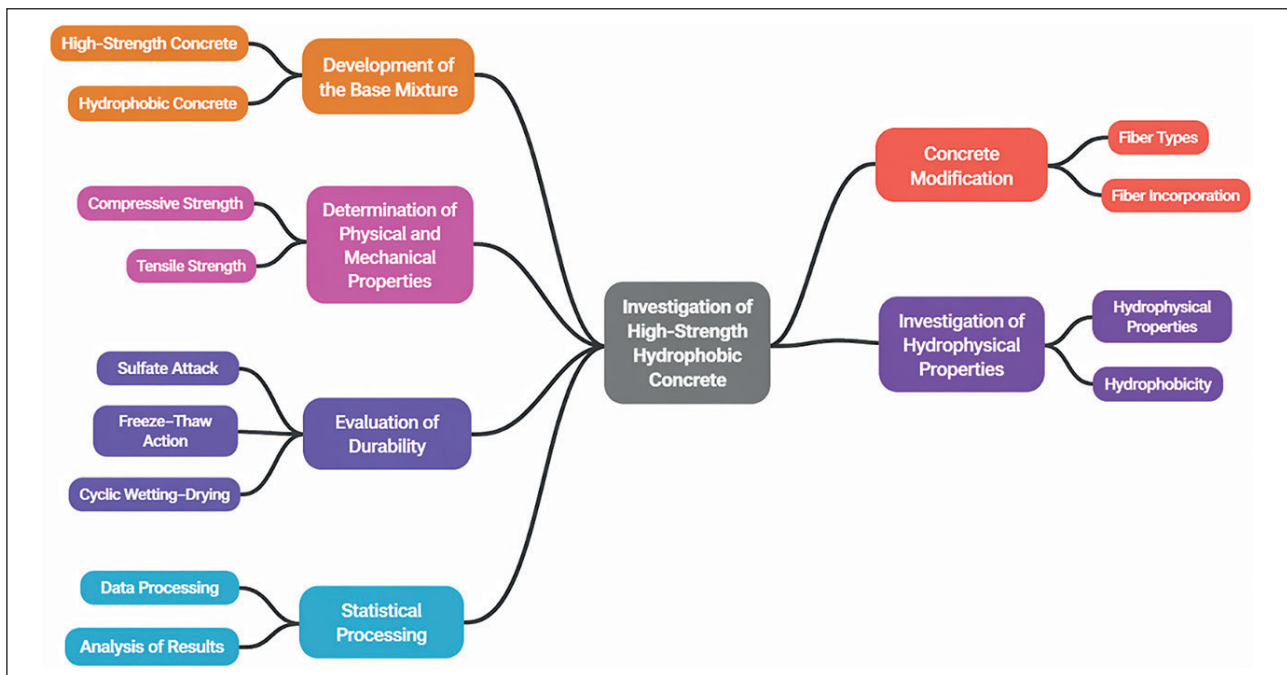 High-Strength Concrete
Hydrophobic Concrete
Development of
the Base Mixture
Compressive Strength
Tensile Strength
Determination of
Physical and
Mechanical
Properties
Sulfate Attack
Freeze–Thaw
Action
Cyclic Wetting–Drying
Evaluation of
Durability
Data Processing
Analysis of Results
Statistical
Processing
Investigation of
High-Strength
Hydrophobic
Concrete
Concrete
Modification
Fiber Types
Fiber Incorporation
Investigation of
Hydrophysical
Properties
Hydrophysical
Properties
Hydrophobicity